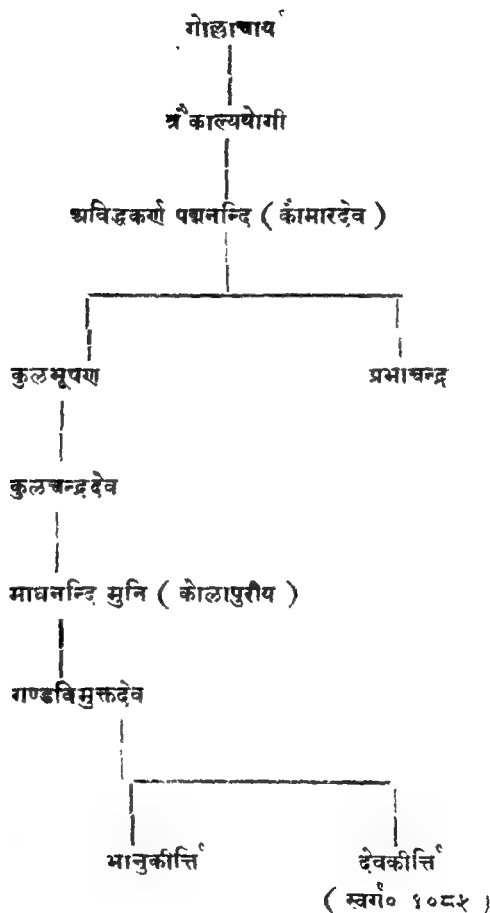 गोल्लाचार्य
त्रैकाल्ययोगी
अविद्धकर्ण पद्मनन्दि ( कौमारदेव )
कुलभूषण प्रभाचन्द्र
कुलचन्द्रदेव
माघनन्दि मुनि ( कोलापुरीय )
गण्डविमुक्तदेव
भानुकीर्त्ति देवकीर्त्ति
( स्वर्ग० १०८५ )